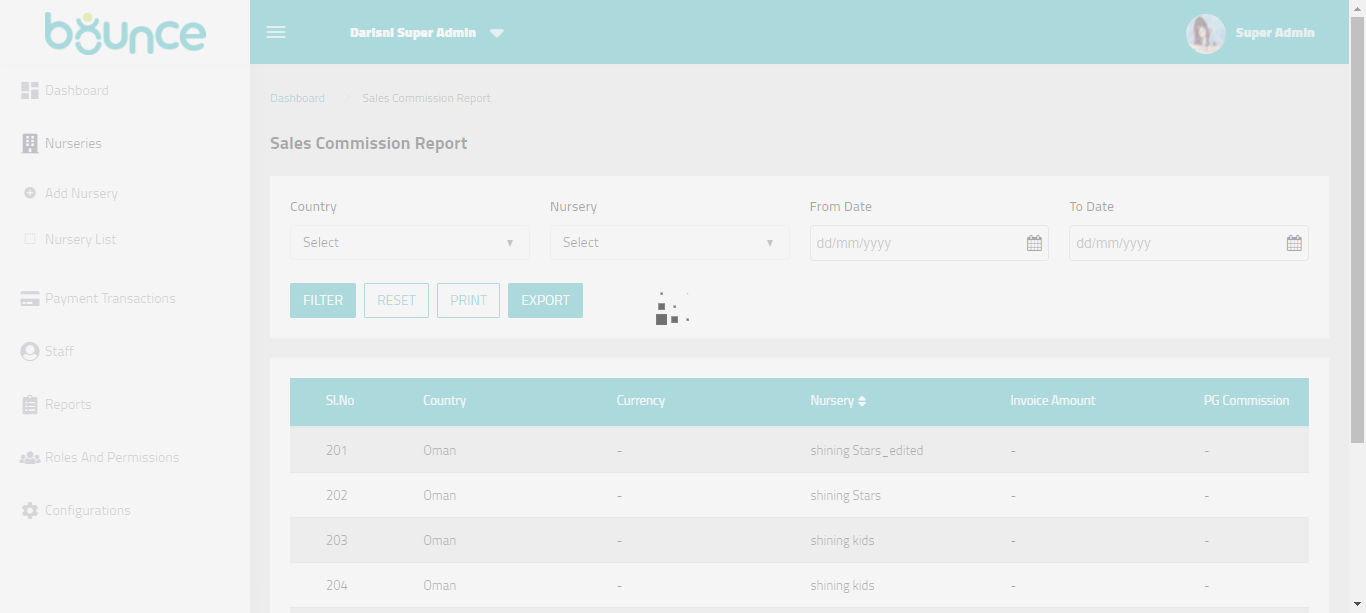 bounce
Darisni Super Admin
Super Admin
Dashboard
Nurseries
Add Nursery
Nursery List
Payment Transactions
Staff
Reports
Roles And Permissions
Configurations
Dashboard > Sales Commission Report
Sales Commission Report
Country Nursery From Date To Date
Select Select dd/mm/yyyy dd/mm/yyyy
FILTER RESET PRINT EXPORT
Sl.No Country Currency Nursery Invoice Amount PG Commission
201 Oman - shining Stars_edited - -
202 Oman - shining Stars - -
203 Oman - shining kids - -
204 Oman - shining kids - -